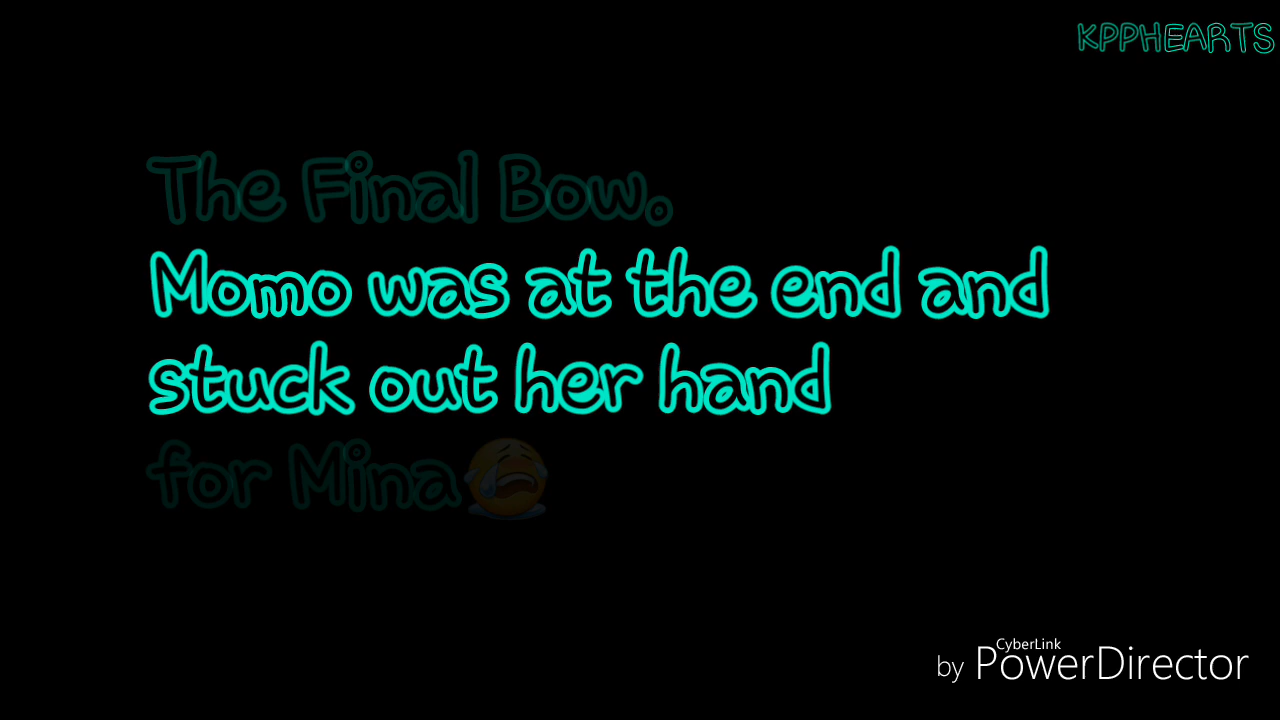 KPPHEARTS
The Final Bow.
Momo was at the end and
stuck out her hand
for Mina😭
CyberLink
by PowerDirector